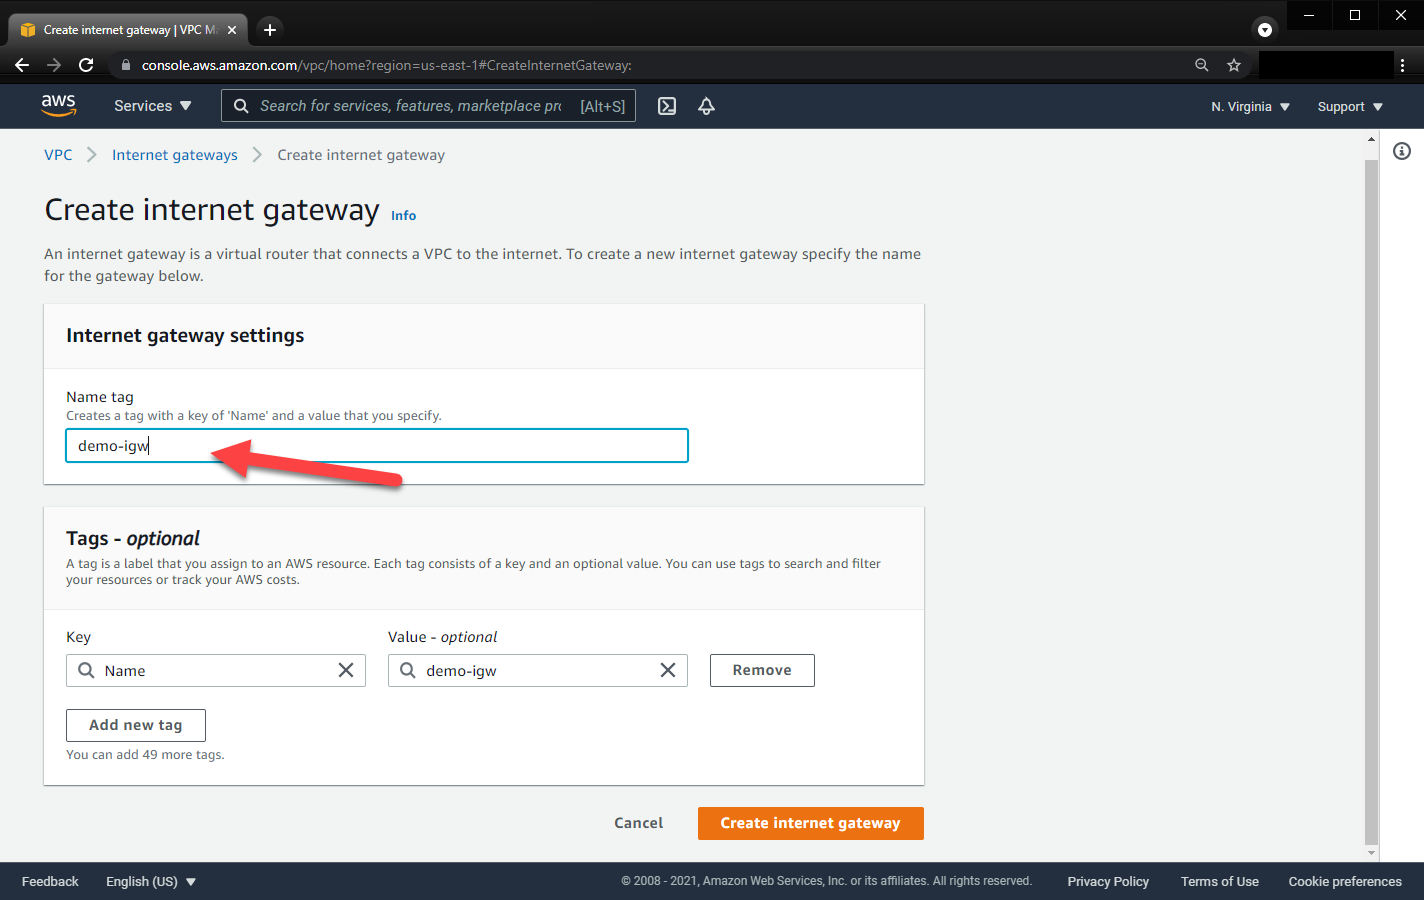 Create internet gateway | VPC M
console.aws.amazon.com/vpc/home?region=us-east-1#CreateInternetGateway:
aws
Services
Search for services, features, marketplace pr
[Alt+S]
N. Virginia
Support
VPC
Internet gateways
Create internet gateway
Create internet gateway
Info
An internet gateway is a virtual router that connects a VPC to the internet. To create a new internet gateway specify the name
for the gateway below.
Internet gateway settings
Name tag
Creates a tag with a key of 'Name' and a value that you specify.
demo-igw
Tags - optional
A tag is a label that you assign to an AWS resource. Each tag consists of a key and an optional value. You can use tags to search and filter
your resources or track your AWS costs.
Key
Value - optional
Name
demo-igw
Remove
Add new tag
You can add 49 more tags.
Cancel
Create internet gateway
Feedback
English (US)
© 2008 - 2021, Amazon Web Services, Inc. or its affiliates. All rights reserved.
Privacy Policy
Terms of Use
Cookie preferences